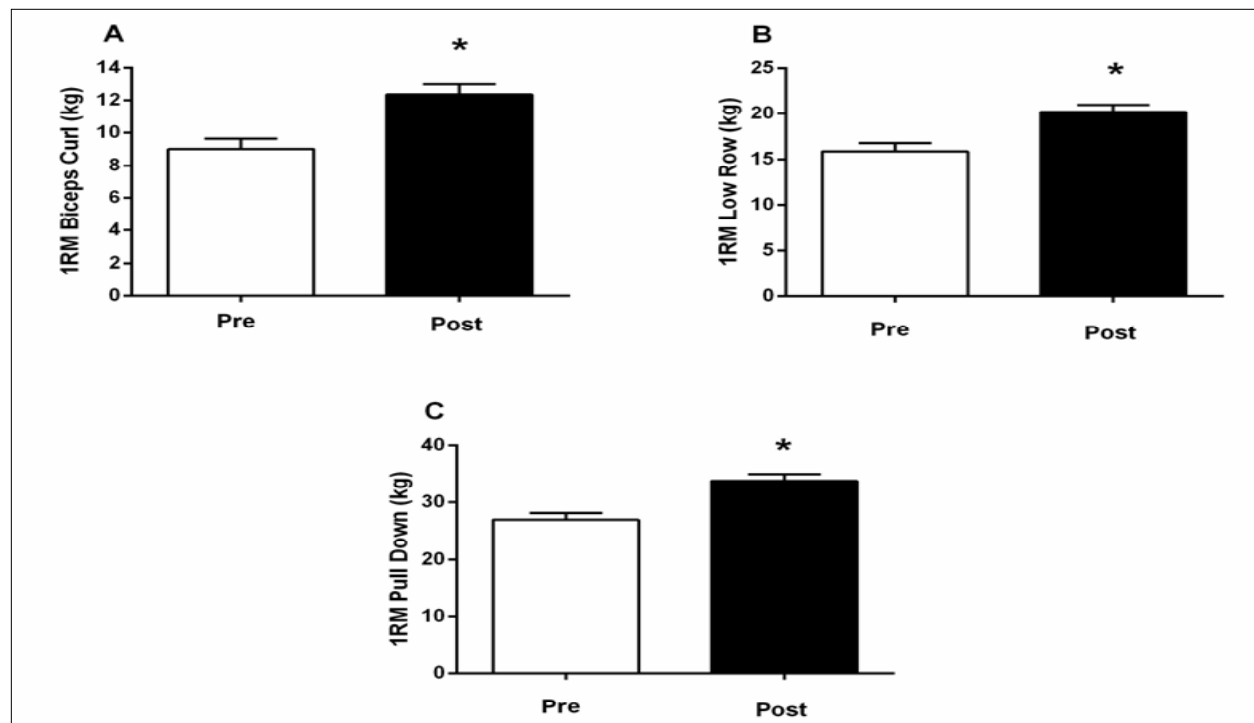 A
*
1RM Biceps Curl (kg)
14
12
10
8
6
4
2
0
Pre
Post
B
*
1RM Low Row (kg)
25
20
15
10
5
0
Pre
Post
C
*
1RM Pull Down (kg)
40
30
20
10
0
Pre
Post